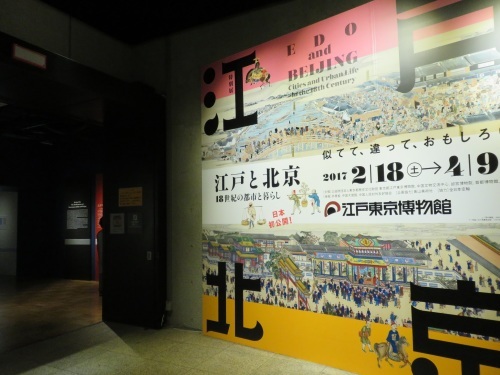 江戸
特別展
EDO
and
BEIJING
Cities and Urban Life
in the 18th Century
似てて、違って、おもしろ
江戸と北京
18世紀の都市と暮らし
2017 2|18(土)→4|9
日本初公開!
江戸東京博物館
北京